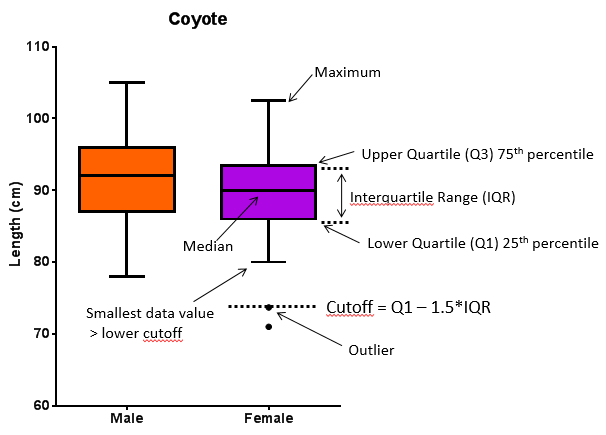 Coyote
110
100
90
80
70
60
Length (cm)
Male
Female
Maximum
Upper Quartile (Q3) 75th percentile
Interquartile Range (IQR)
Median
Lower Quartile (Q1) 25th percentile
Smallest data value
> lower cutoff
Cutoff = Q1 – 1.5*IQR
Outlier